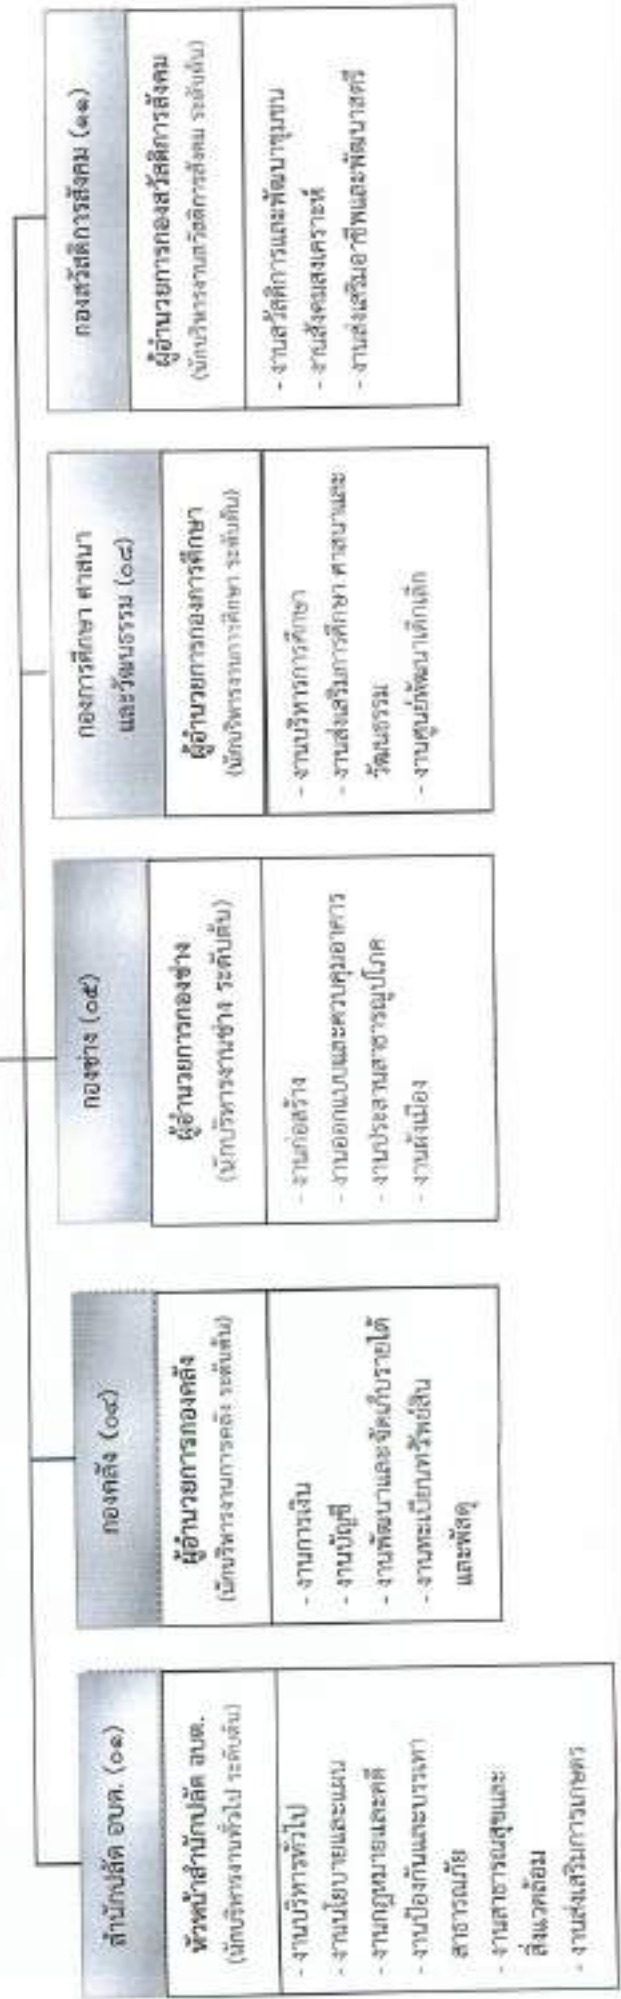 สำนักปลัด อบต. (๐๑)
หัวหน้าสำนักปลัด อบต.
(นักบริหารงานทั่วไป ระดับต้น)
- งานบริหารทั่วไป
- งานนโยบายและแผน
- งานกฎหมายและคดี
- งานป้องกันและบรรเทา
สาธารณภัย
- งานสาธารณสุขและ
สิ่งแวดล้อม
- งานส่งเสริมการเกษตร
กองคลัง (๐๔)
ผู้อำนวยการกองคลัง
(นักบริหารงานการคลัง ระดับต้น)
- งานการเงิน
- งานบัญชี
- งานพัฒนาและจัดเก็บรายได้
- งานทะเบียนทรัพย์สิน
และพัสดุ
กองช่าง (๐๕)
ผู้อำนวยการกองช่าง
(นักบริหารงานช่าง ระดับต้น)
- งานก่อสร้าง
- งานออกแบบและควบคุมอาคาร
- งานประสานสาธารณูปโภค
- งานผังเมือง
กองการศึกษา ศาสนา
และวัฒนธรรม (๐๘)
ผู้อำนวยการกองการศึกษา
(นักบริหารงานการศึกษา ระดับต้น)
- งานบริหารการศึกษา
- งานส่งเสริมการศึกษา ศาสนาและ
วัฒนธรรม
- งานศูนย์พัฒนาเด็กเล็ก
กองสวัสดิการสังคม (๑๑)
ผู้อำนวยการกองสวัสดิการสังคม
(นักบริหารงานสวัสดิการสังคม ระดับต้น)
- งานสวัสดิการและพัฒนาชุมชน
- งานสังคมสงเคราะห์
- งานส่งเสริมอาชีพและพัฒนาสตรี